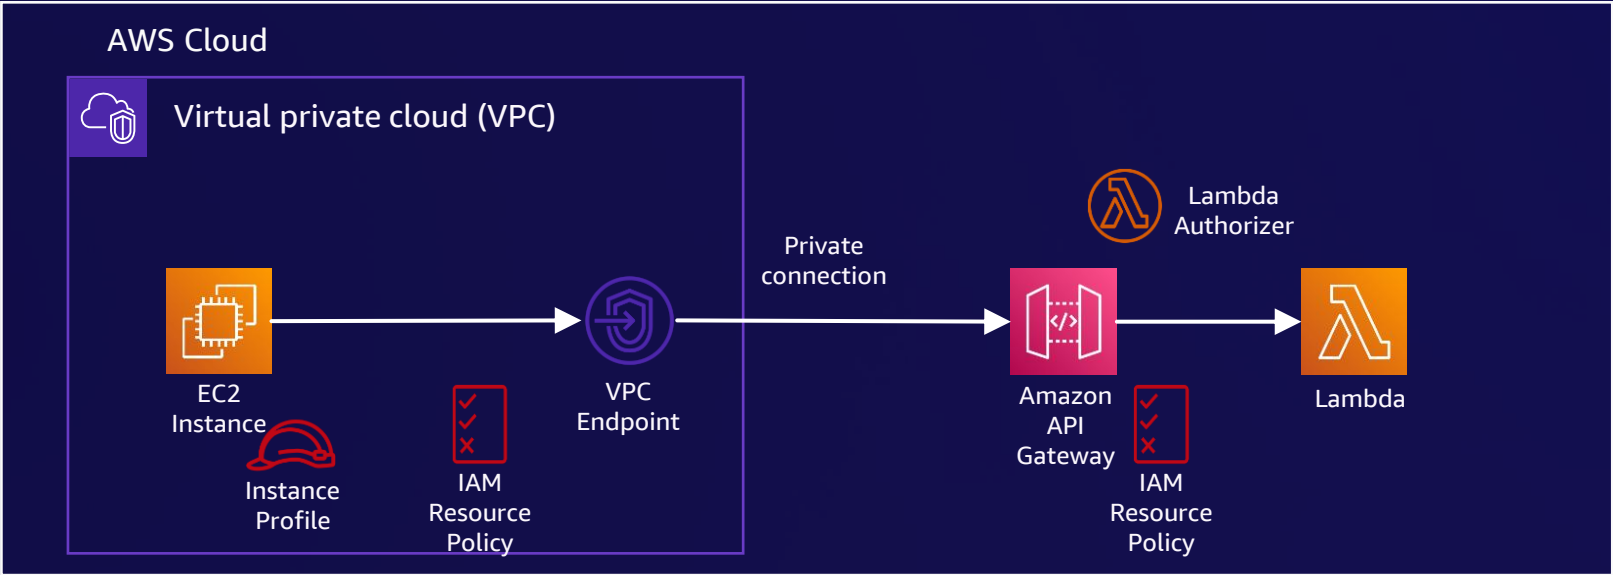 AWS Cloud
Virtual private cloud (VPC)
Lambda
Authorizer
Private
connection
</>
EC2
Instance
VPC
Endpoint
Amazon
API
Gateway
Lambda
Instance
Profile
IAM
Resource
Policy
IAM
Resource
Policy